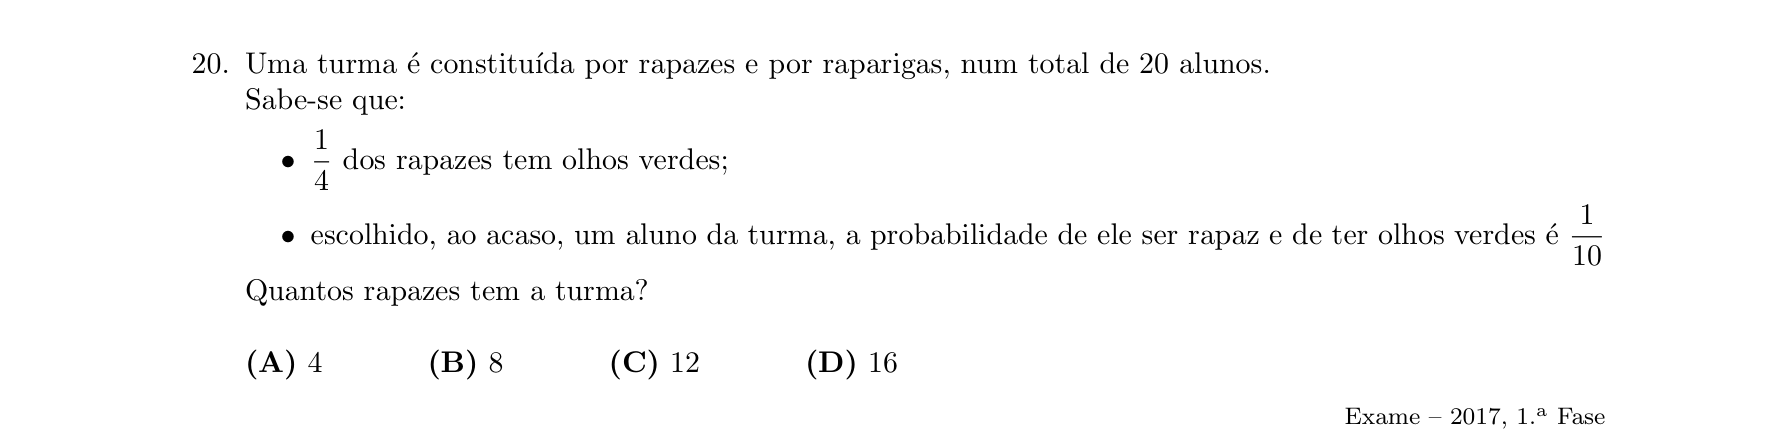 20. Uma turma é constituída por rapazes e por raparigas, num total de 20 alunos.
Sabe-se que:
• 1/4 dos rapazes tem olhos verdes;
• escolhido, ao acaso, um aluno da turma, a probabilidade de ele ser rapaz e de ter olhos verdes é 1/10
Quantos rapazes tem a turma?
(A) 4 (B) 8 (C) 12 (D) 16
Exame – 2017, 1.ª Fase